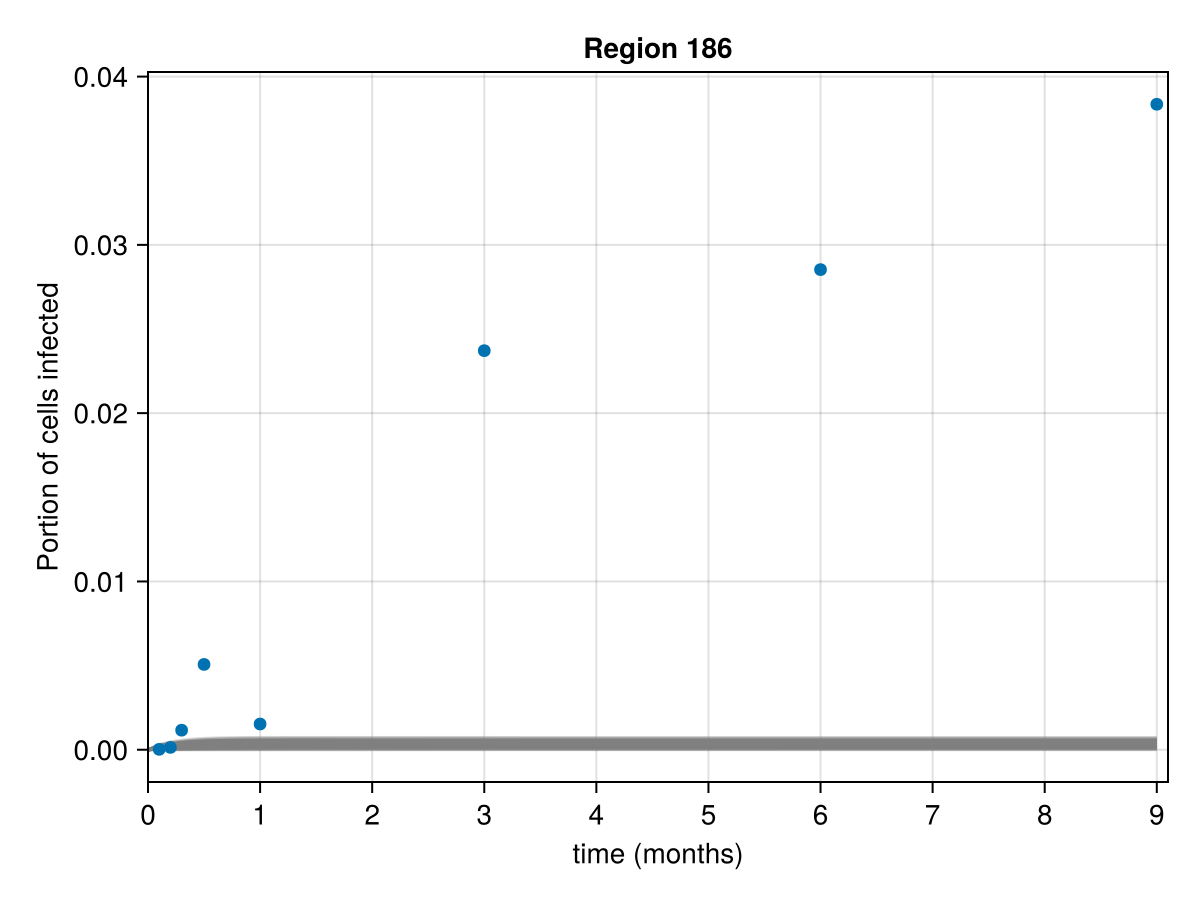 Region 186
0.04
0.03
0.02
0.01
0.00
Portion of cells infected
0 1 2 3 4 5 6 7 8 9
time (months)